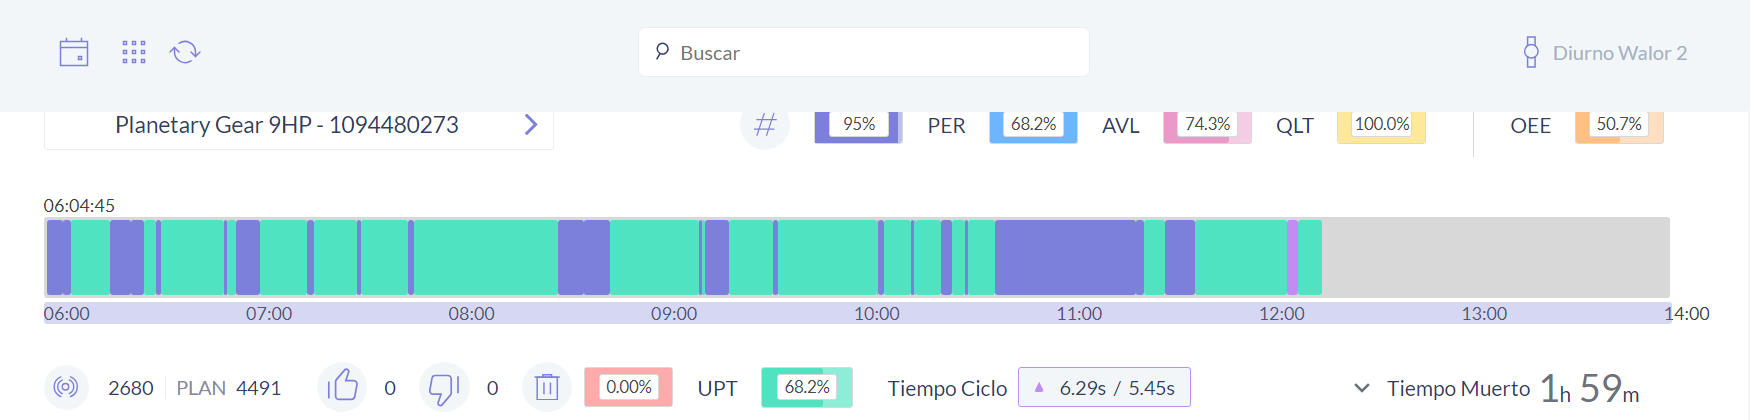 Buscar
Diurno Walor 2
Planetary Gear 9HP - 1094480273
95% PER 68.2% AVL 74.3% QLT 100.0% OEE 50.7%
06:04:45
06:00 07:00 08:00 09:00 10:00 11:00 12:00 13:00 14:00
2680 PLAN 4491 0 0 0.00% UPT 68.2% Tiempo Ciclo 6.29s / 5.45s Tiempo Muerto 1h 59m